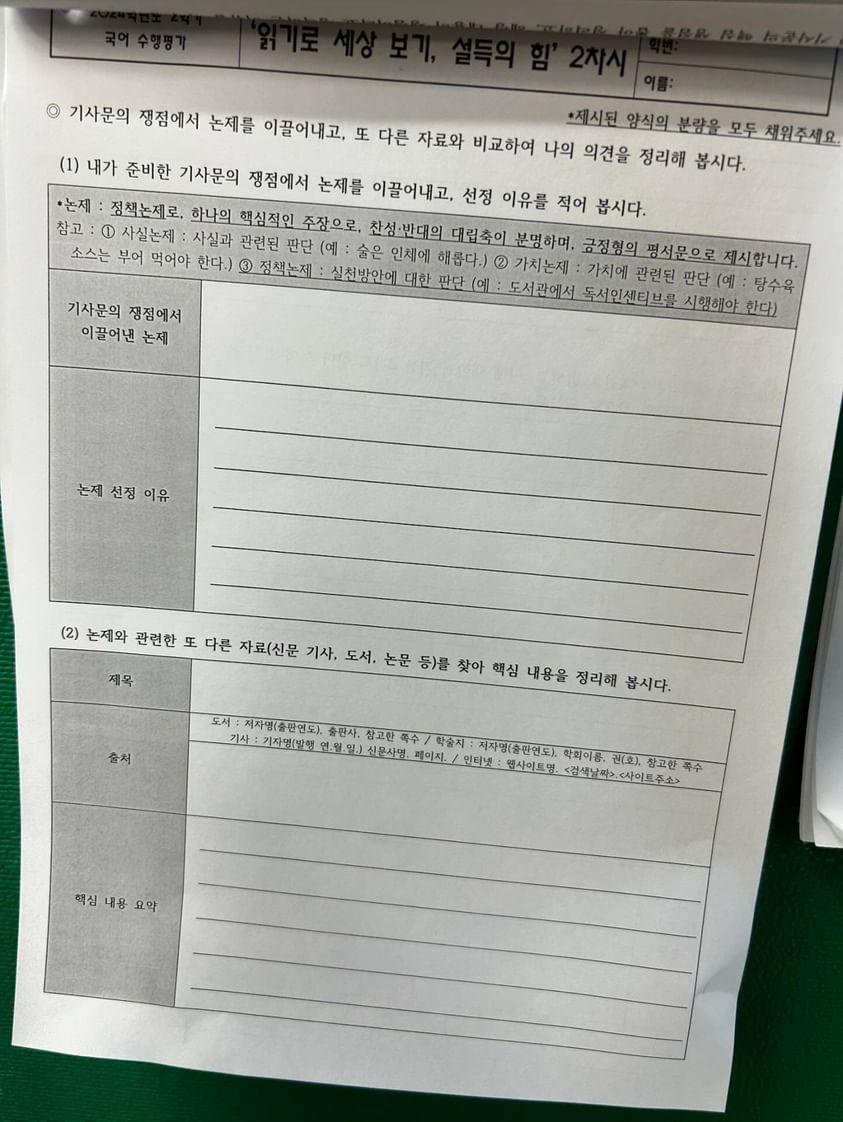 2024학년도 2학기
국어 수행평가
'읽기로 세상 보기, 설득의 힘' 2차시
학번:
이름:
*제시된 양식의 분량을 모두 채워주세요.
◎ 기사문의 쟁점에서 논제를 이끌어내고, 또 다른 자료와 비교하여 나의 의견을 정리해 봅시다.
(1) 내가 준비한 기사문의 쟁점에서 논제를 이끌어내고, 선정 이유를 적어 봅시다.
*논제 : 정책논제로, 하나의 핵심적인 주장으로, 찬성·반대의 대립축이 분명하며, 긍정형의 평서문으로 제시합니다.
참고 : ① 사실논제 : 사실과 관련된 판단 (예 : 술은 인체에 해롭다.) ② 가치논제 : 가치에 관련된 판단 (예 : 탕수육
소스는 부어 먹어야 한다.) ③ 정책논제 : 실천방안에 대한 판단 (예 : 도서관에서 독서인센티브를 시행해야 한다)
기사문의 쟁점에서
이끌어낸 논제
논제 선정 이유
(2) 논제와 관련한 또 다른 자료(신문 기사, 도서, 논문 등)를 찾아 핵심 내용을 정리해 봅시다.
제목
출처
도서 : 저자명(출판연도), 출판사, 참고한 쪽수 / 학술지 : 저자명(출판연도), 학회이름, 권(호), 참고한 쪽수
기사 : 기자명(발행 연.월.일.) 신문사명. 페이지. / 인터넷 : 웹사이트명. <검색날짜>.<사이트주소>
핵심 내용 요약